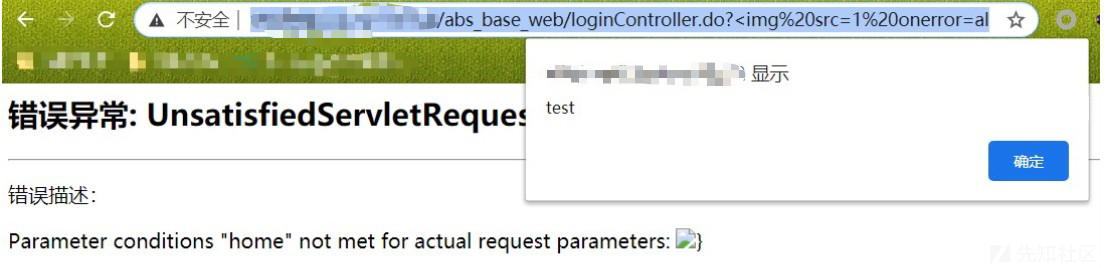 不安全
/abs_base_web/loginController.do?<img%20src=1%20onerror=al
显示
test
确定
错误异常: UnsatisfiedServletReques
错误描述：
Parameter conditions "home" not met for actual request parameters: }
先知社区